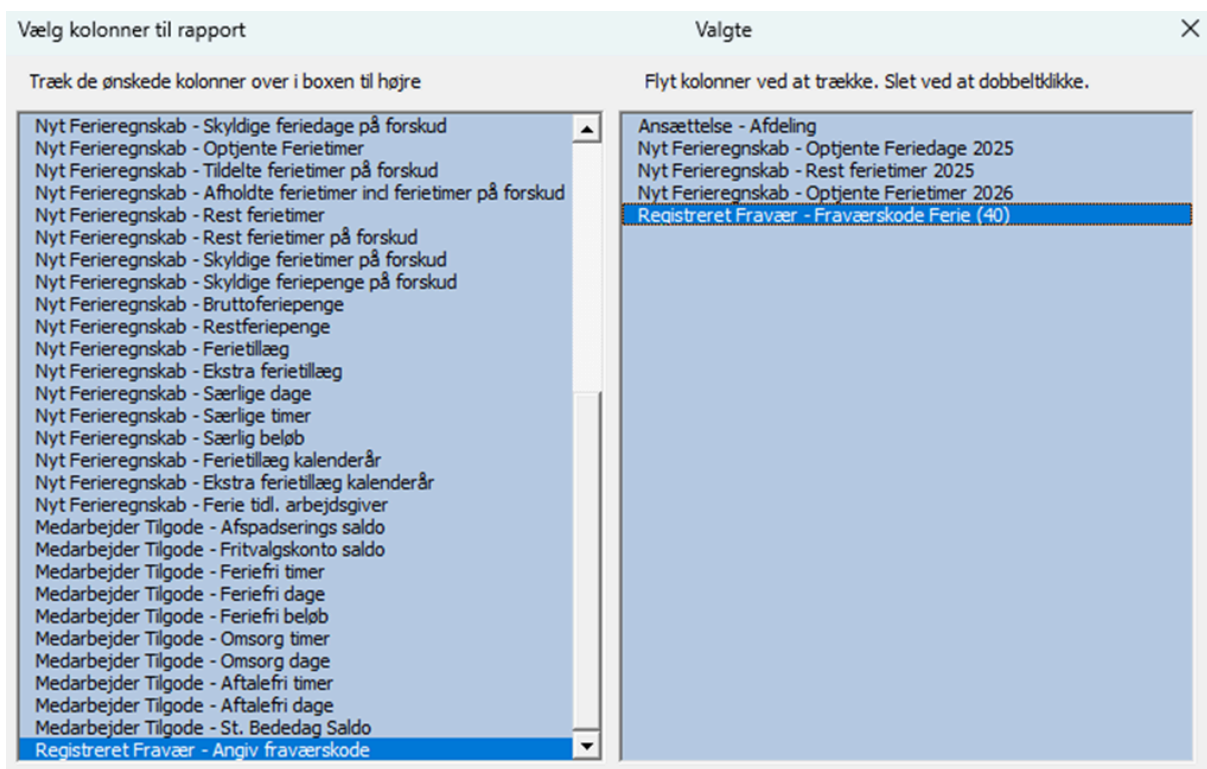 Vælg kolonner til rapport
Valgte
Træk de ønskede kolonner over i boxen til højre
Flyt kolonner ved at trække. Slet ved at dobbeltklikke.
Nyt Ferieregnskab - Skyldige feriedage på forskud
Nyt Ferieregnskab - Optjente Ferietimer
Nyt Ferieregnskab - Tildelte ferietimer på forskud
Nyt Ferieregnskab - Afholdte ferietimer incl ferietimer på forskud
Nyt Ferieregnskab - Rest ferietimer
Nyt Ferieregnskab - Rest ferietimer på forskud
Nyt Ferieregnskab - Skyldige ferietimer på forskud
Nyt Ferieregnskab - Skyldige feriepenge på forskud
Nyt Ferieregnskab - Bruttoferiepenge
Nyt Ferieregnskab - Restferiepenge
Nyt Ferieregnskab - Ferietillæg
Nyt Ferieregnskab - Ekstra ferietillæg
Nyt Ferieregnskab - Særlige dage
Nyt Ferieregnskab - Særlige timer
Nyt Ferieregnskab - Særlig beløb
Nyt Ferieregnskab - Ferietillæg kalenderår
Nyt Ferieregnskab - Ekstra ferietillæg kalenderår
Nyt Ferieregnskab - Ferie tidl. arbejdsgiver
Medarbejder Tilgode - Afspadserings saldo
Medarbejder Tilgode - Fritvalgskonto saldo
Medarbejder Tilgode - Feriefri timer
Medarbejder Tilgode - Feriefri dage
Medarbejder Tilgode - Feriefri beløb
Medarbejder Tilgode - Omsorg timer
Medarbejder Tilgode - Omsorg dage
Medarbejder Tilgode - Aftalefri timer
Medarbejder Tilgode - Aftalefri dage
Medarbejder Tilgode - St. Bededag Saldo
Registreret Fravær - Angiv fraværskode
Ansættelse - Afdeling
Nyt Ferieregnskab - Optjente Feriedage 2025
Nyt Ferieregnskab - Rest ferietimer 2025
Nyt Ferieregnskab - Optjente Ferietimer 2026
Registreret Fravær - Fraværskode Ferie (40)